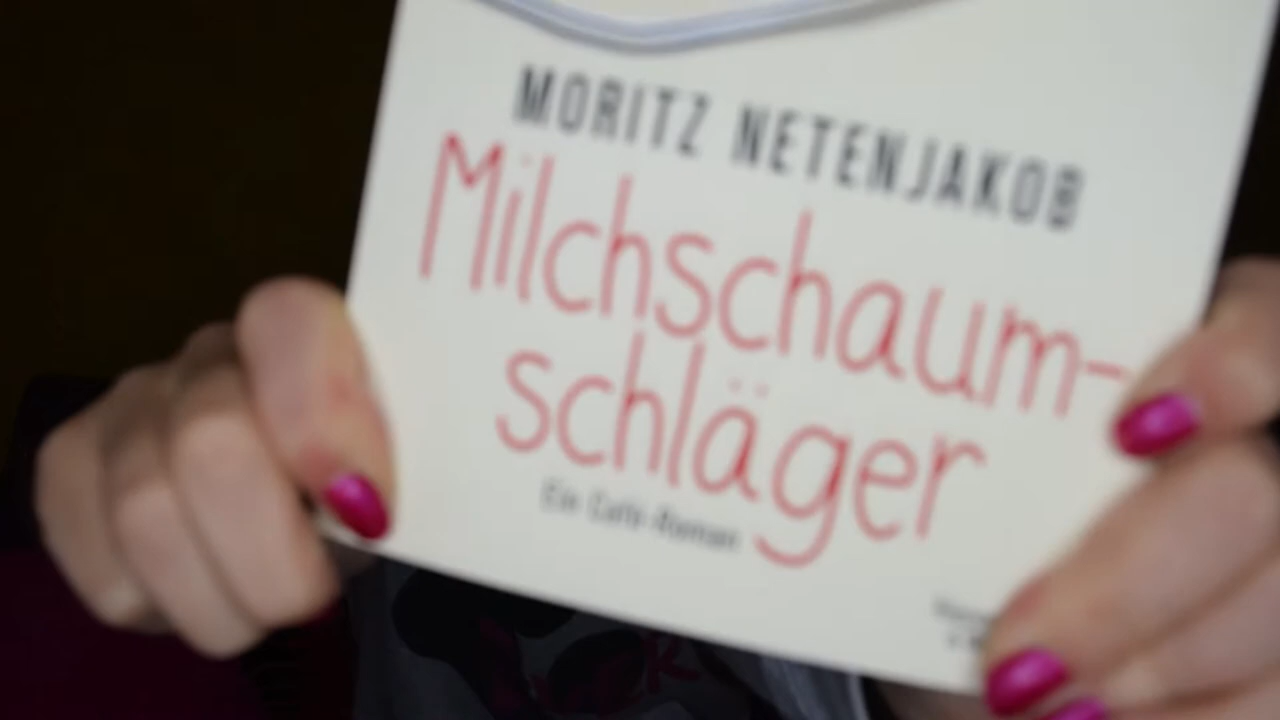 MORITZ NETENJAKOB
Milchschaum-
schläger
Ein Café-Roman